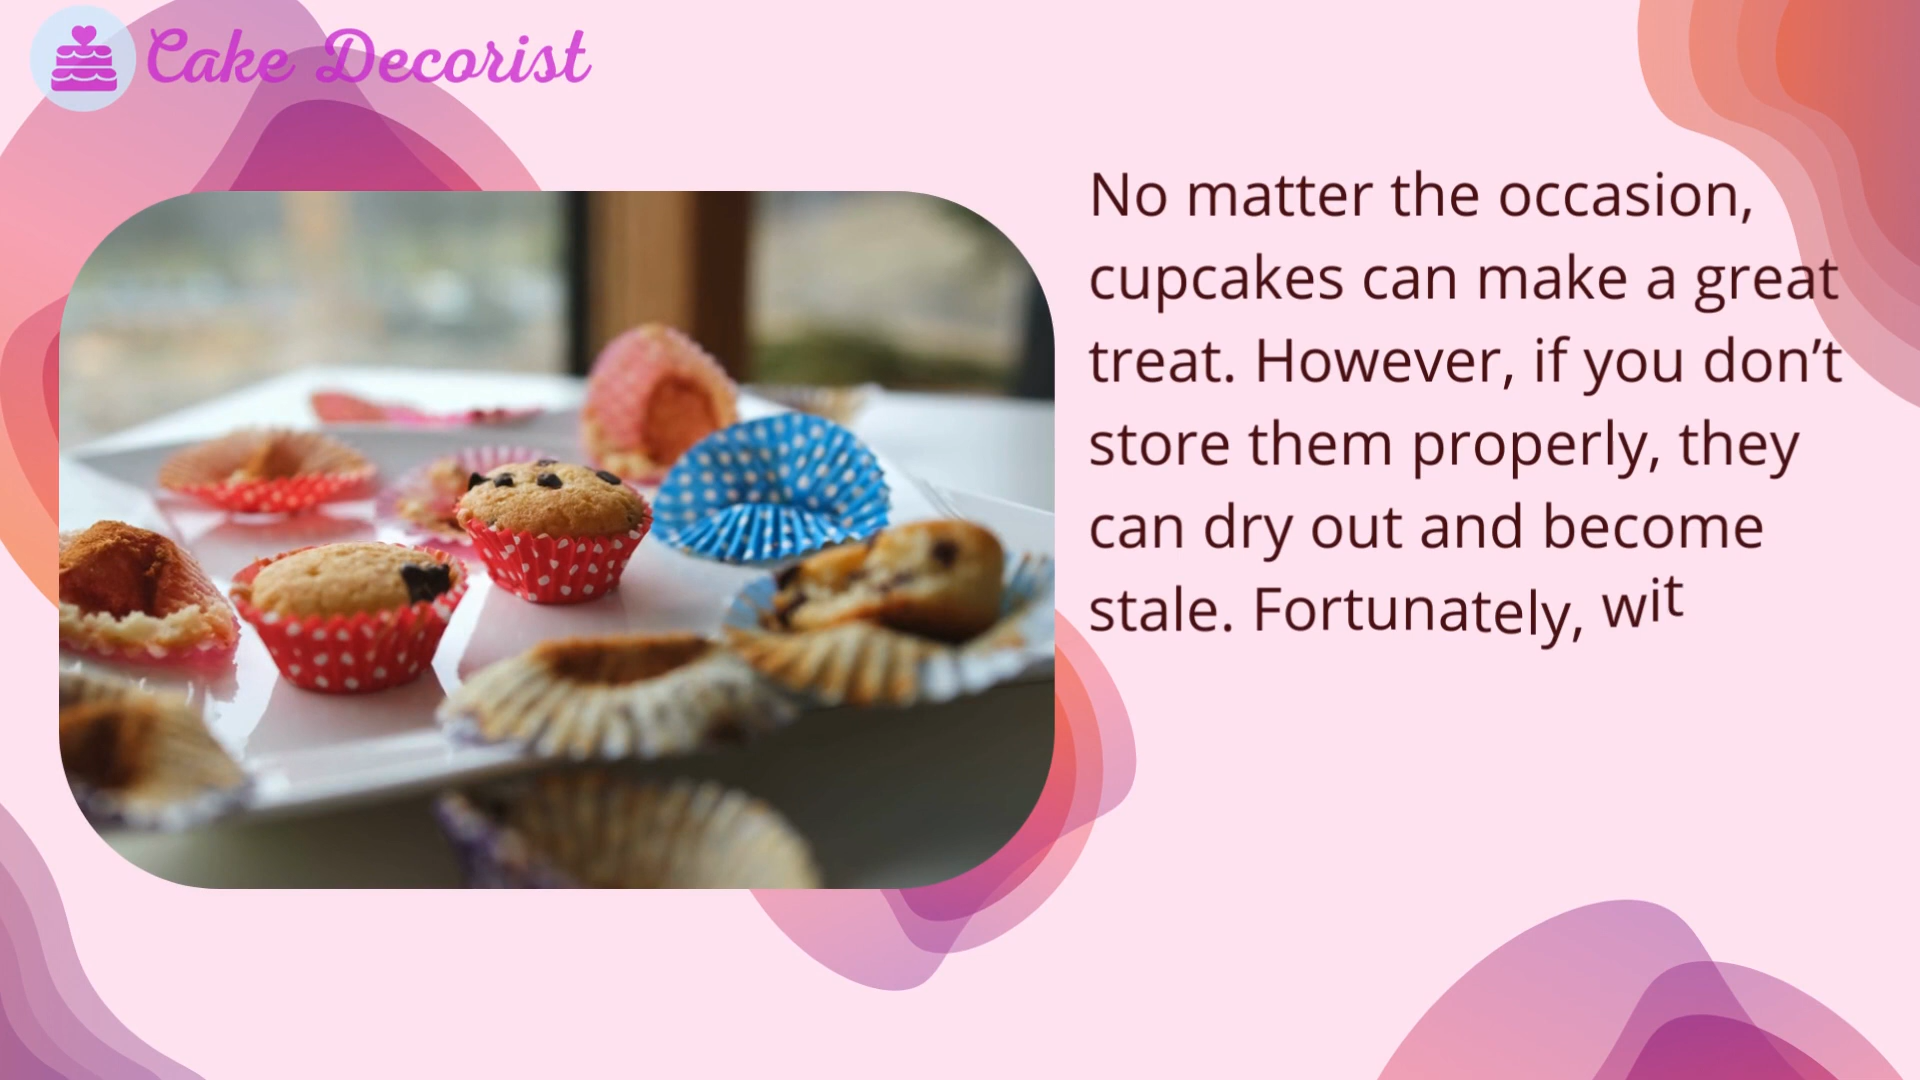 Cake Decorist
No matter the occasion,
cupcakes can make a great
treat. However, if you don’t
store them properly, they
can dry out and become
stale. Fortunately, wit